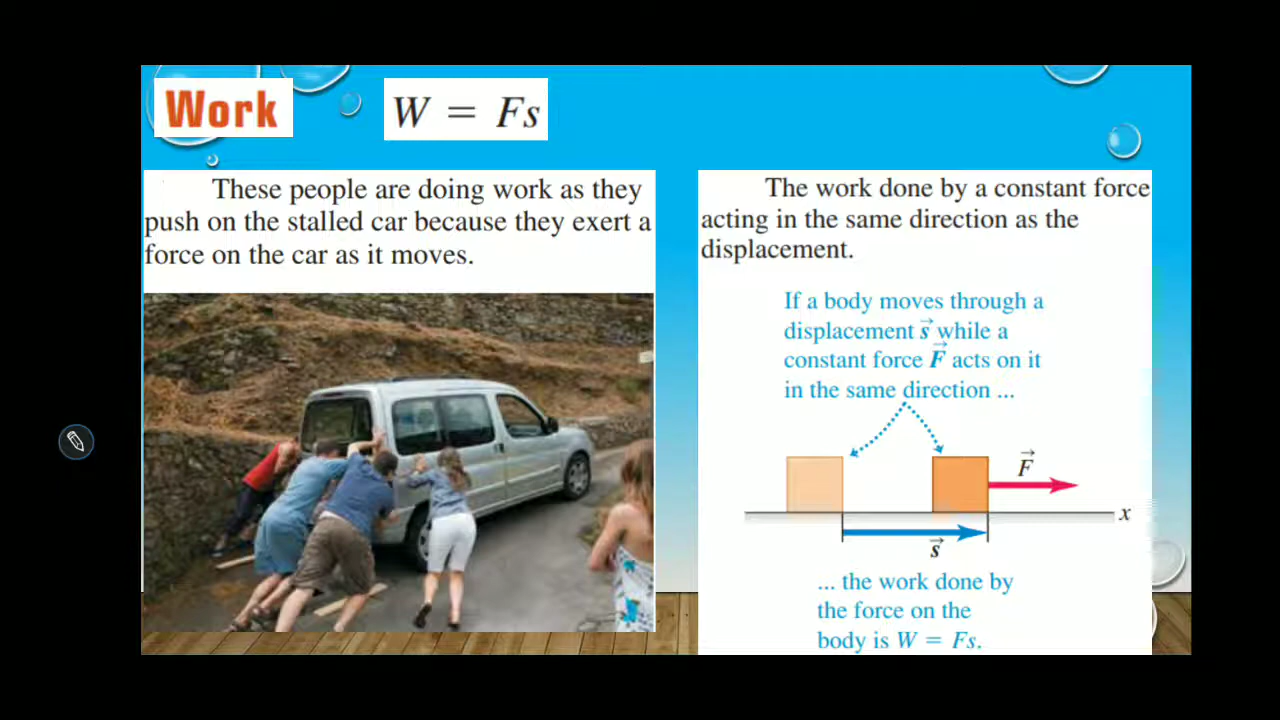 Work
W = Fs
These people are doing work as they
push on the stalled car because they exert a
force on the car as it moves.
The work done by a constant force
acting in the same direction as the
displacement.
If a body moves through a
displacement s⃗ while a
constant force F⃗ acts on it
in the same direction ...
F⃗
x
s⃗
... the work done by
the force on the
body is W = Fs.